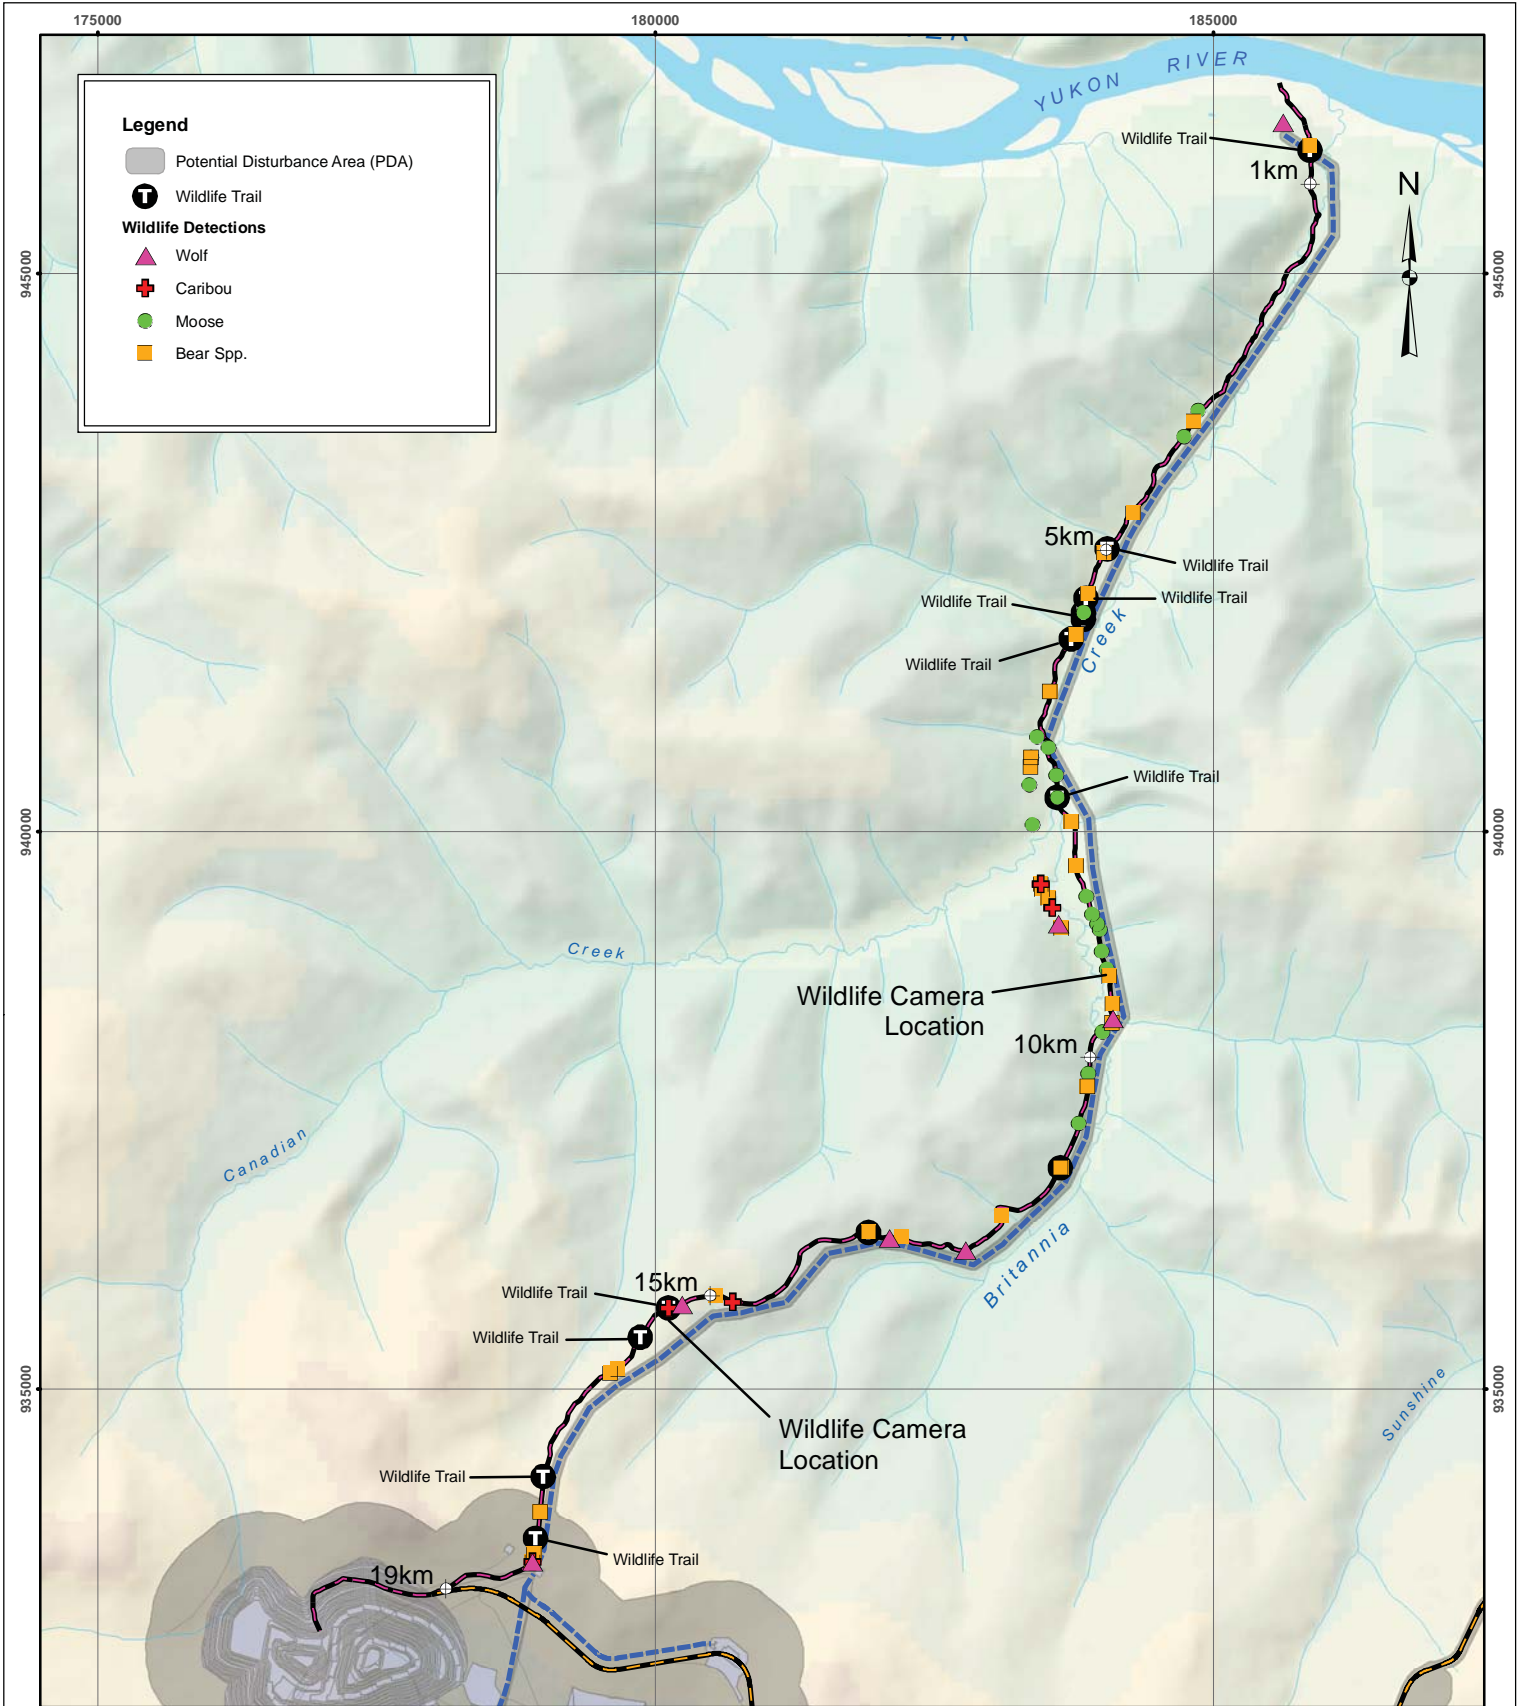 175000
180000
185000
YUKON RIVER
Legend
Potential Disturbance Area (PDA)
T
Wildlife Trail
Wildlife Detections
Wolf
Caribou
Moose
Bear Spp.
Wildlife Trail
1km
N
945000
945000
5km
Wildlife Trail
Wildlife Trail
Wildlife Trail
Creek
Wildlife Trail
Wildlife Trail
940000
940000
Creek
Wildlife Camera
Location
10km
Canadian
Britannia
15km
Wildlife Trail
Wildlife Trail
T
935000
935000
Sunshine
Wildlife Camera
Location
Wildlife Trail
T
T
Wildlife Trail
19km